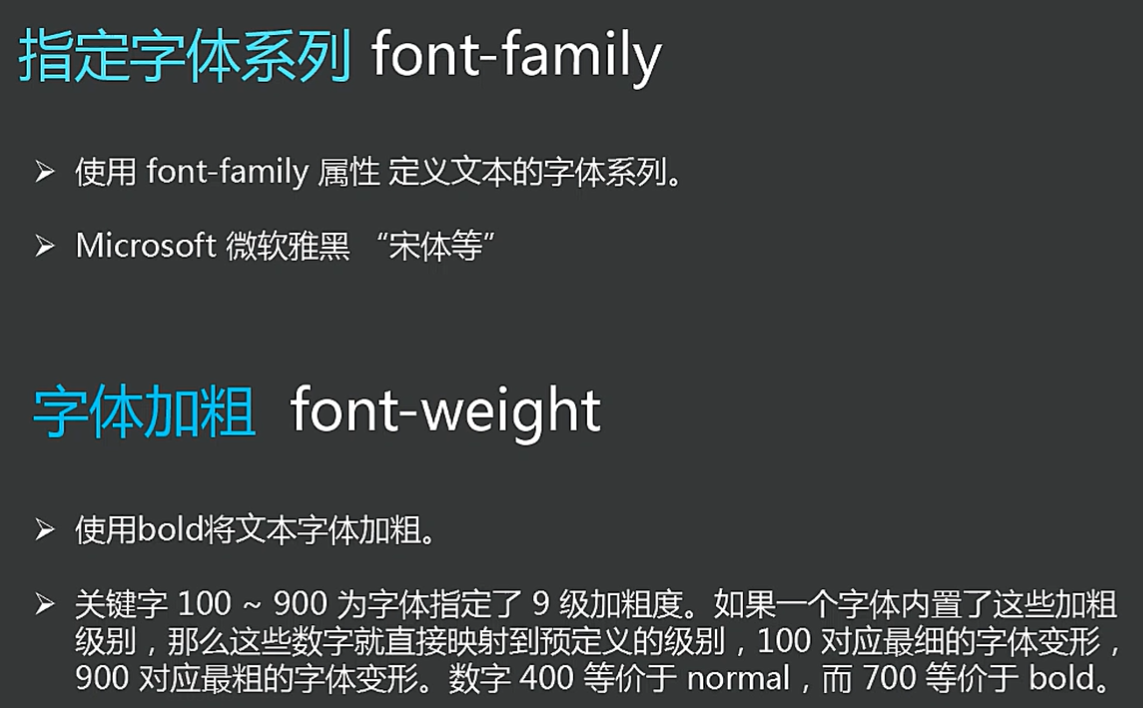 指定字体系列 font-family
➢ 使用 font-family 属性 定义文本的字体系列。
➢ Microsoft 微软雅黑 “宋体等”
字体加粗 font-weight
➢ 使用bold将文本字体加粗。
➢ 关键字 100 ~ 900 为字体指定了 9 级加粗度。如果一个字体内置了这些加粗
级别，那么这些数字就直接映射到预定义的级别，100 对应最细的字体变形，
900 对应最粗的字体变形。数字 400 等价于 normal，而 700 等价于 bold。